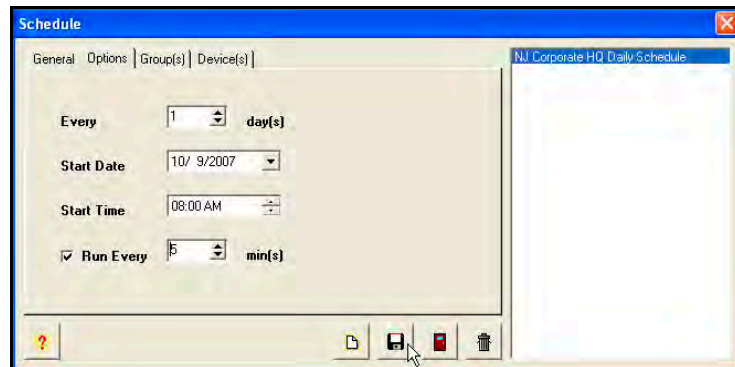 Schedule
General Options Group(s) Device(s)
NJ Corporate HQ Daily Schedule
Every 1 day(s)
Start Date 10/ 9/2007
Start Time 08:00 AM
Run Every 5 min(s)
?